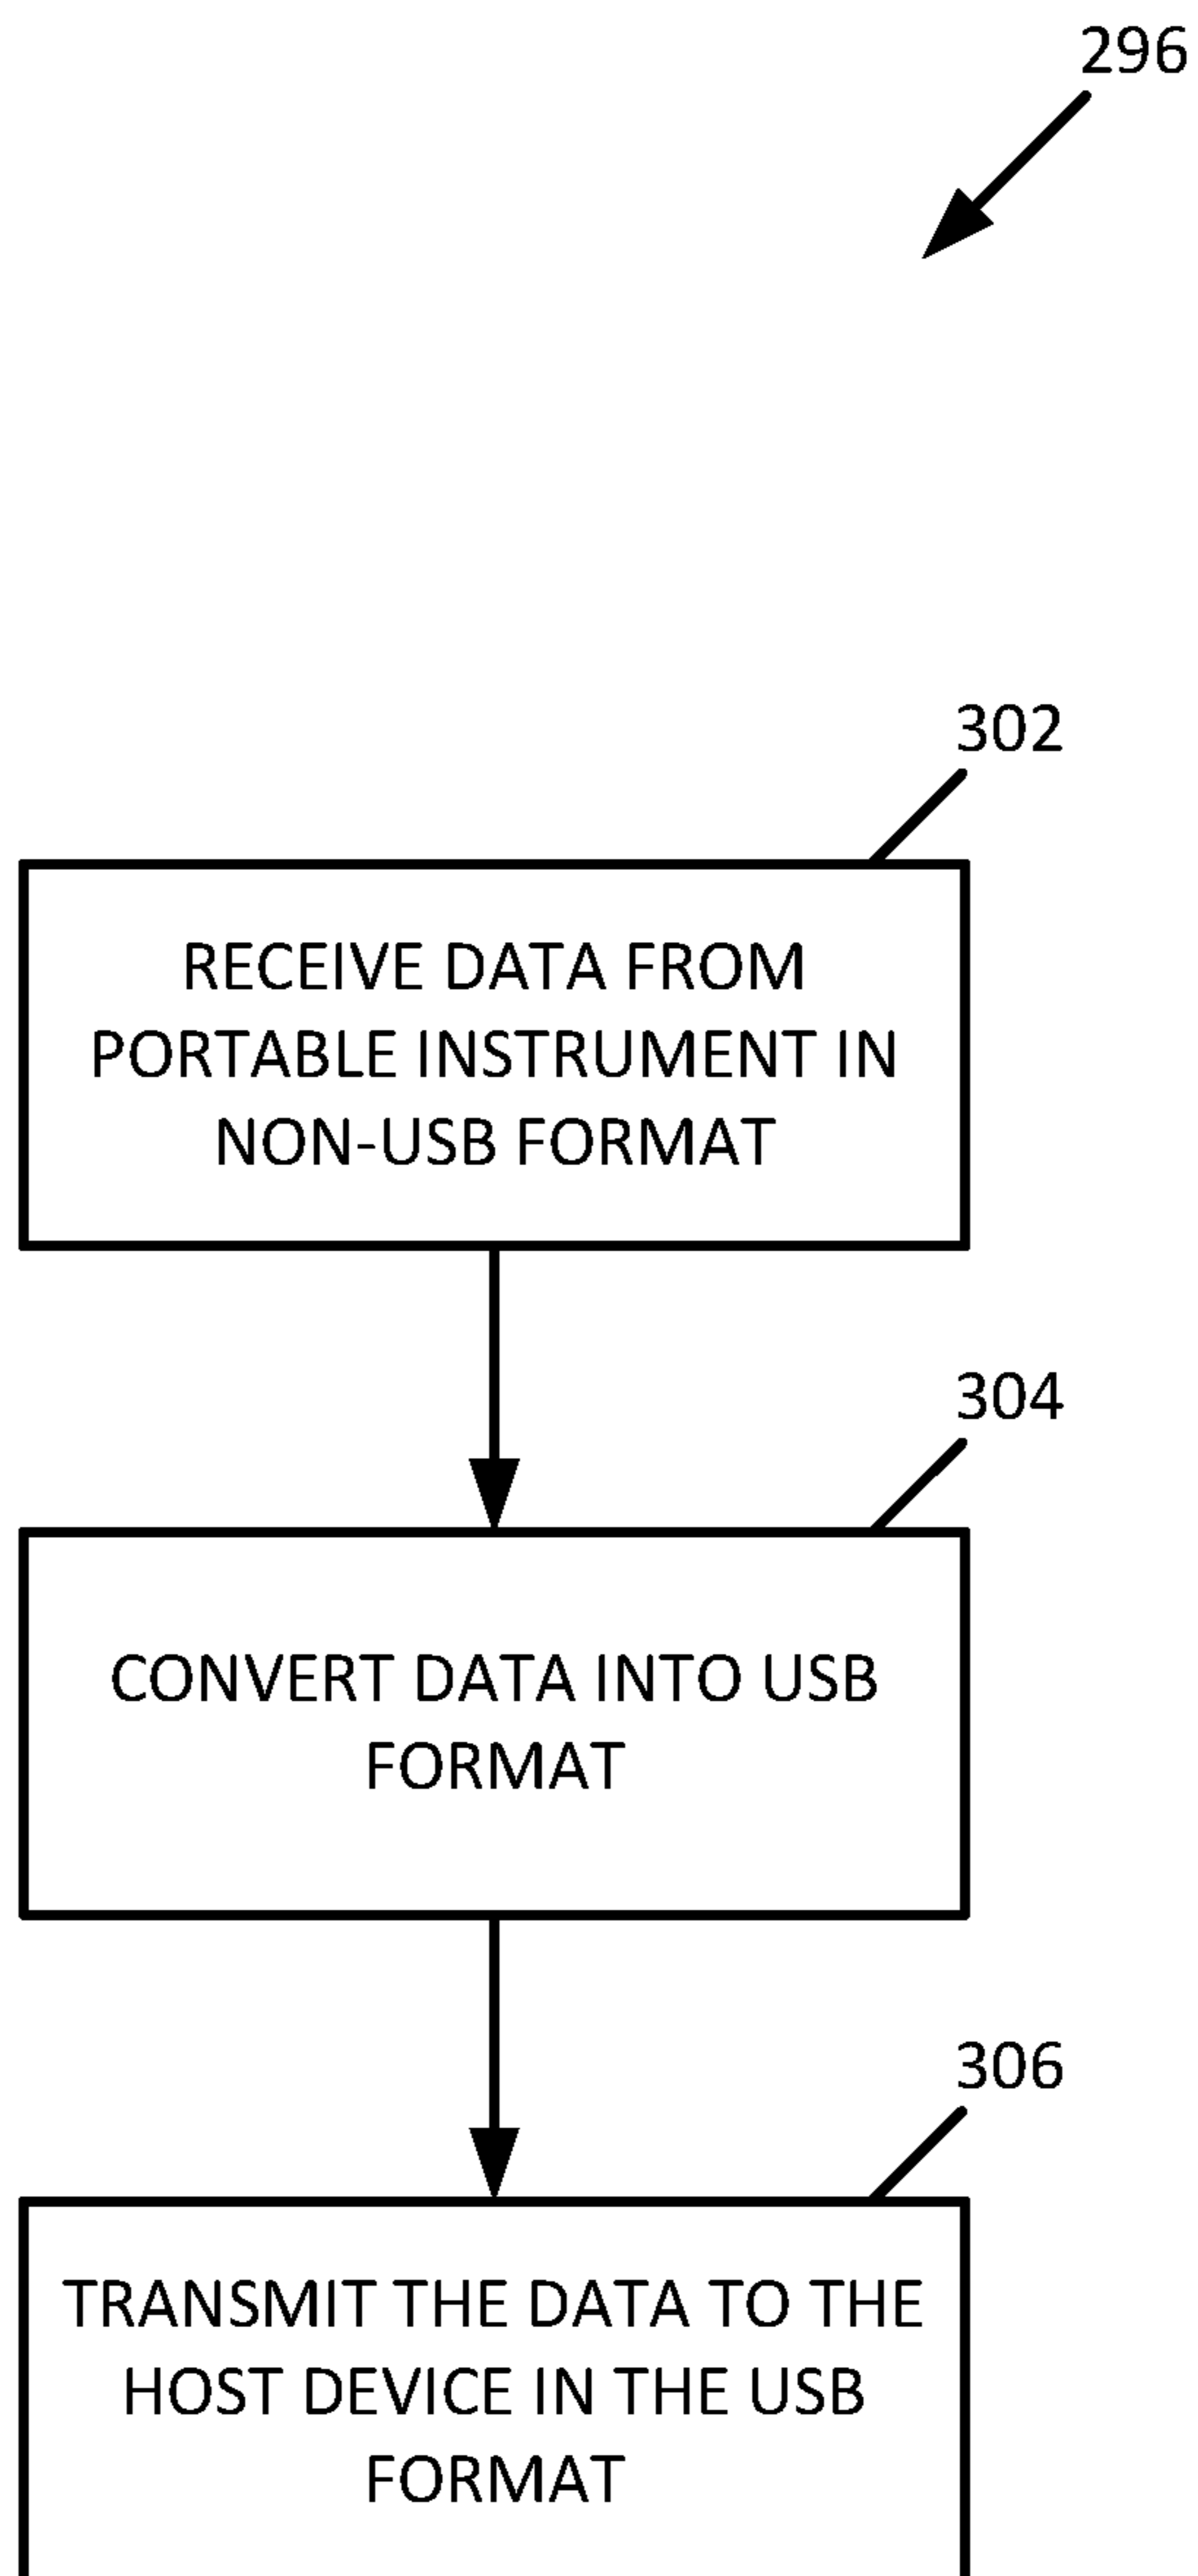 296
302
RECEIVE DATA FROM
PORTABLE INSTRUMENT IN
NON-USB FORMAT
304
CONVERT DATA INTO USB
FORMAT
306
TRANSMIT THE DATA TO THE
HOST DEVICE IN THE USB
FORMAT